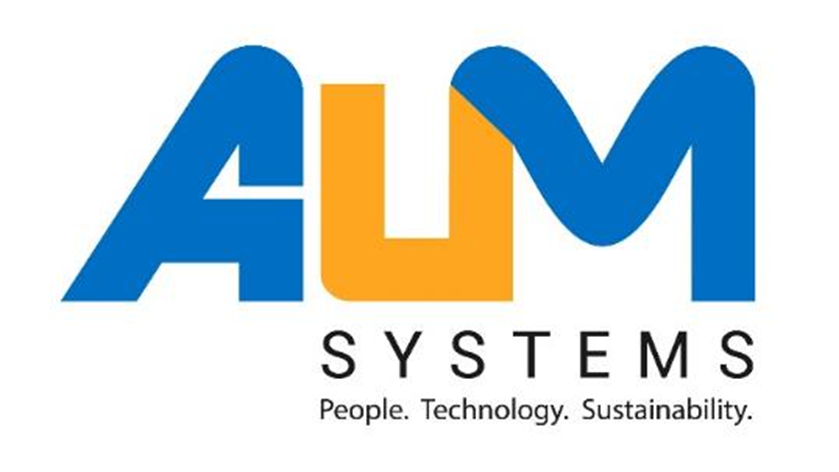 AUM
SYSTEMS
People. Technology. Sustainability.